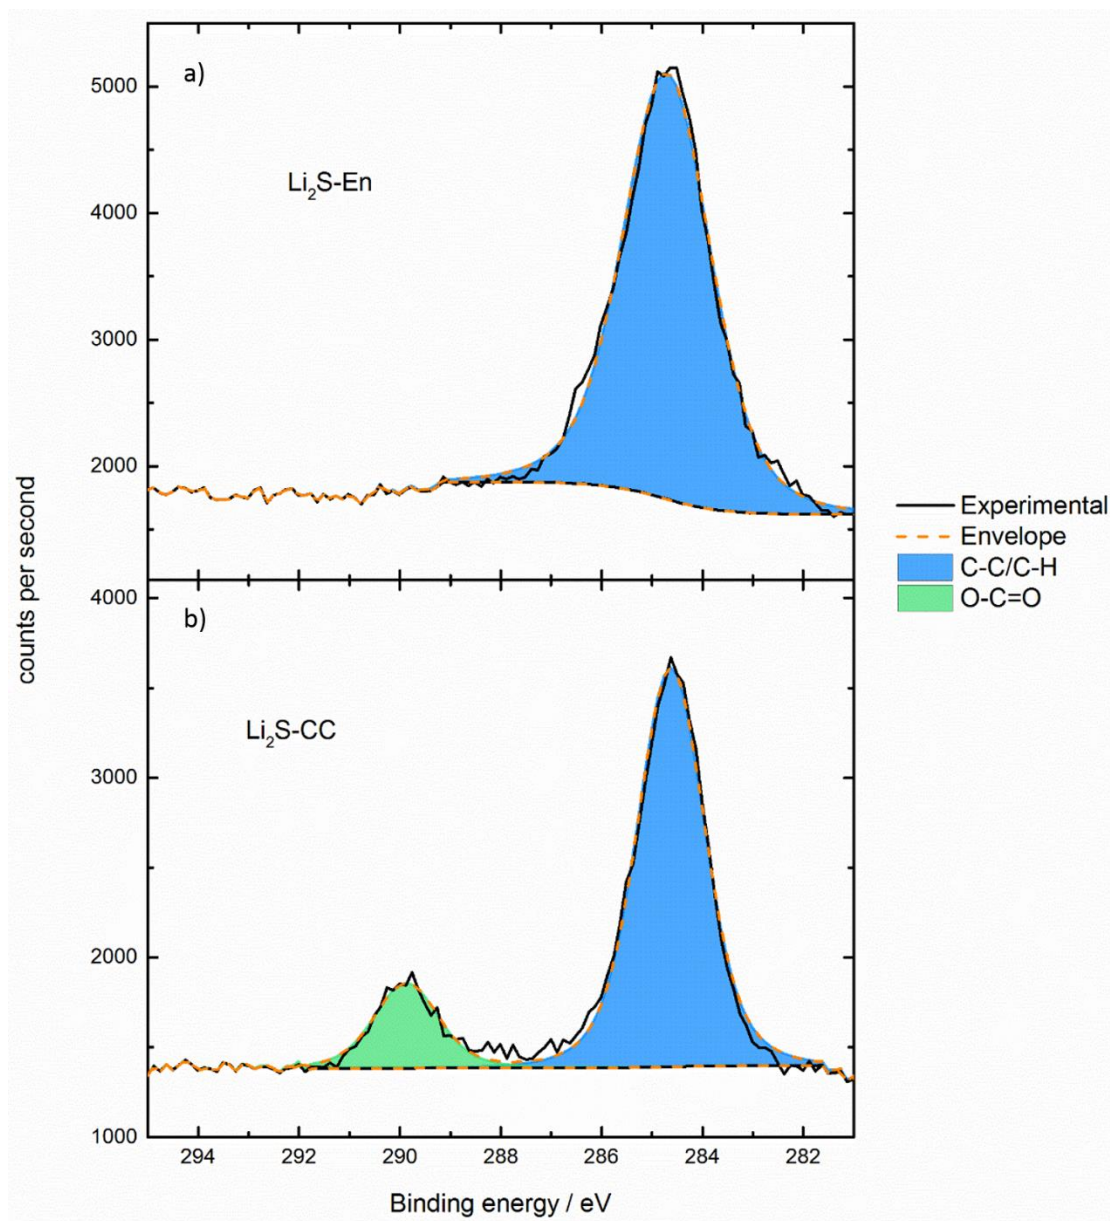 a)
5000
Li₂S-En
4000
3000
2000
Experimental
Envelope
C-C/C-H
O-C=O
counts per second
4000
b)
Li₂S-CC
3000
2000
1000
294 292 290 288 286 284 282
Binding energy / eV